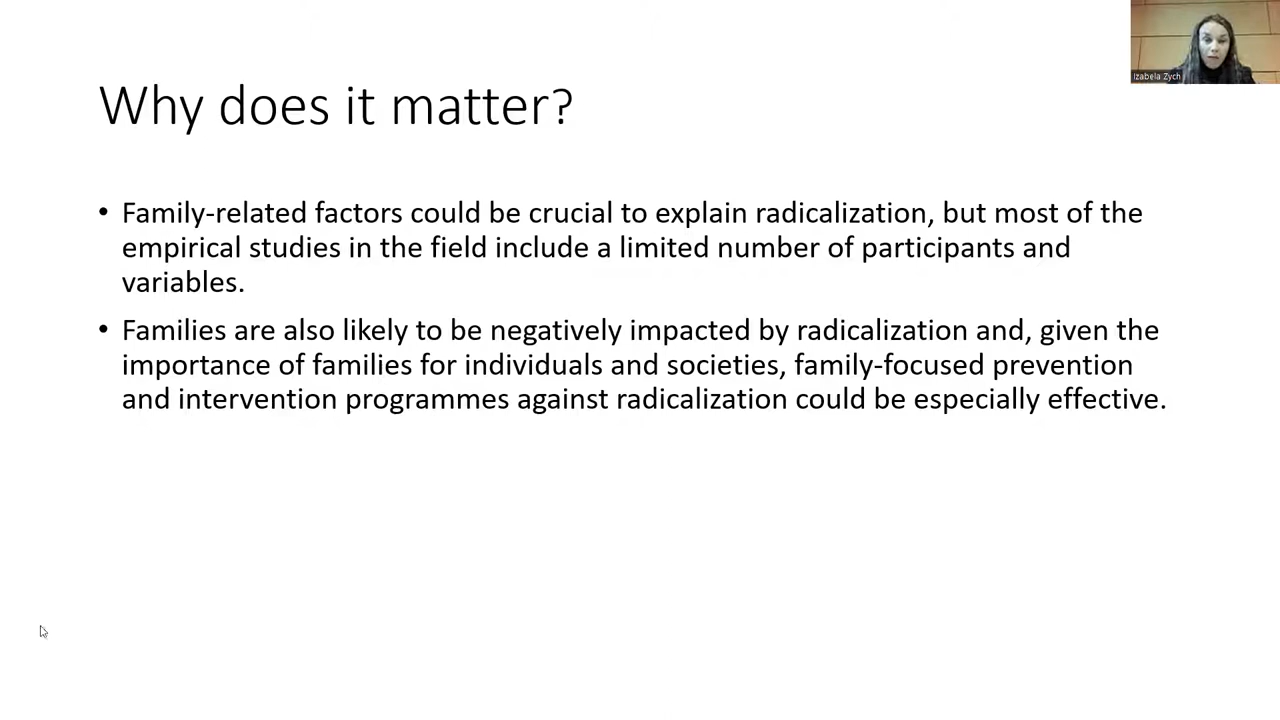 Izabela Zych
Why does it matter?
• Family-related factors could be crucial to explain radicalization, but most of the
empirical studies in the field include a limited number of participants and
variables.
• Families are also likely to be negatively impacted by radicalization and, given the
importance of families for individuals and societies, family-focused prevention
and intervention programmes against radicalization could be especially effective.